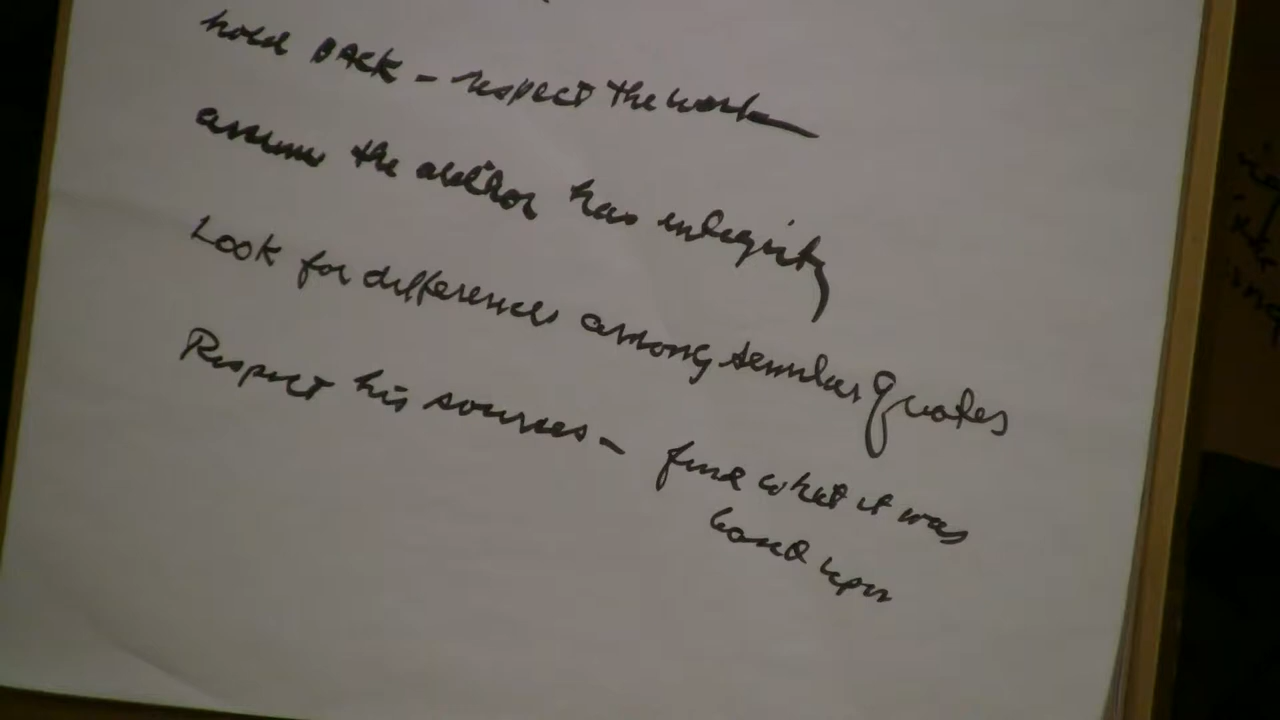 hold BACK – respect the work
assume the author has integrity
Look for differences among similar quotes
Respect his sources – find what it was
based upon